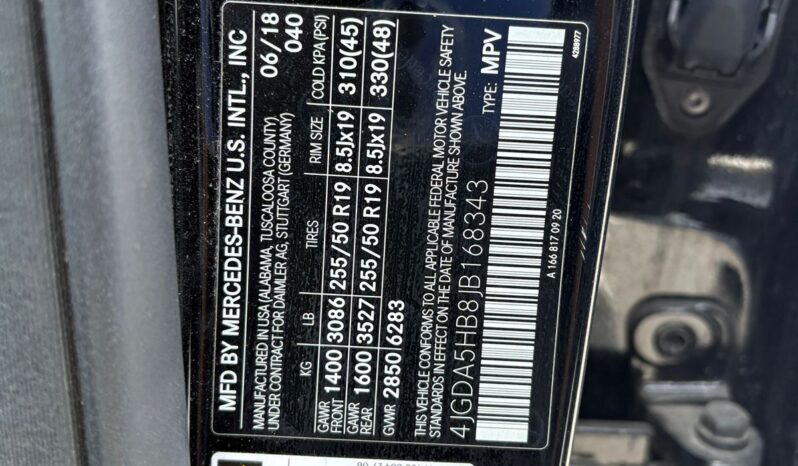 MFD BY MERCEDES-BENZ U.S. INTL., INC
MANUFACTURED IN USA (ALABAMA, TUSCALOOSA COUNTY) 06/18
UNDER CONTRACT FOR DAIMLER AG, STUTTGART (GERMANY) 040
KG LB TIRES RIM SIZE COLD KPA (PSI)
GAWR FRONT 1400 3086 255/50 R19 8.5Jx19 310(45)
GAWR REAR 1600 3527 255/50 R19 8.5Jx19 330(48)
GVWR 2850 6283
THIS VEHICLE CONFORMS TO ALL APPLICABLE FEDERAL MOTOR VEHICLE SAFETY
STANDARDS IN EFFECT ON THE DATE OF MANUFACTURE SHOWN ABOVE.
4JGDA5HB8JB168343 TYPE: MPV
A 166 817 09 20
4288977